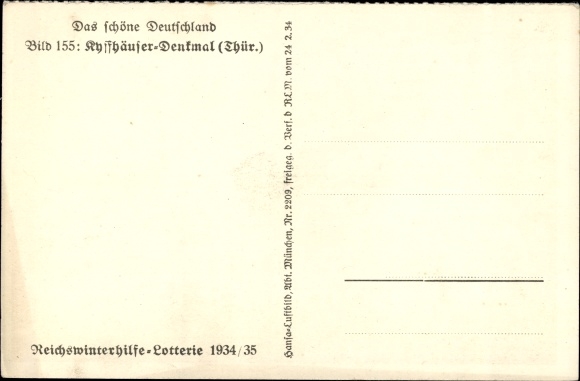 Das schöne Deutschland
Bild 155: Kyffhäuser-Denkmal (Thür.)
Hansa-Luftbild, Abt. München, Nr. 2209, freigeg. d. Verf. d. RLM. vom 24 2. 34
Reichswinterhilfe-Lotterie 1934/35